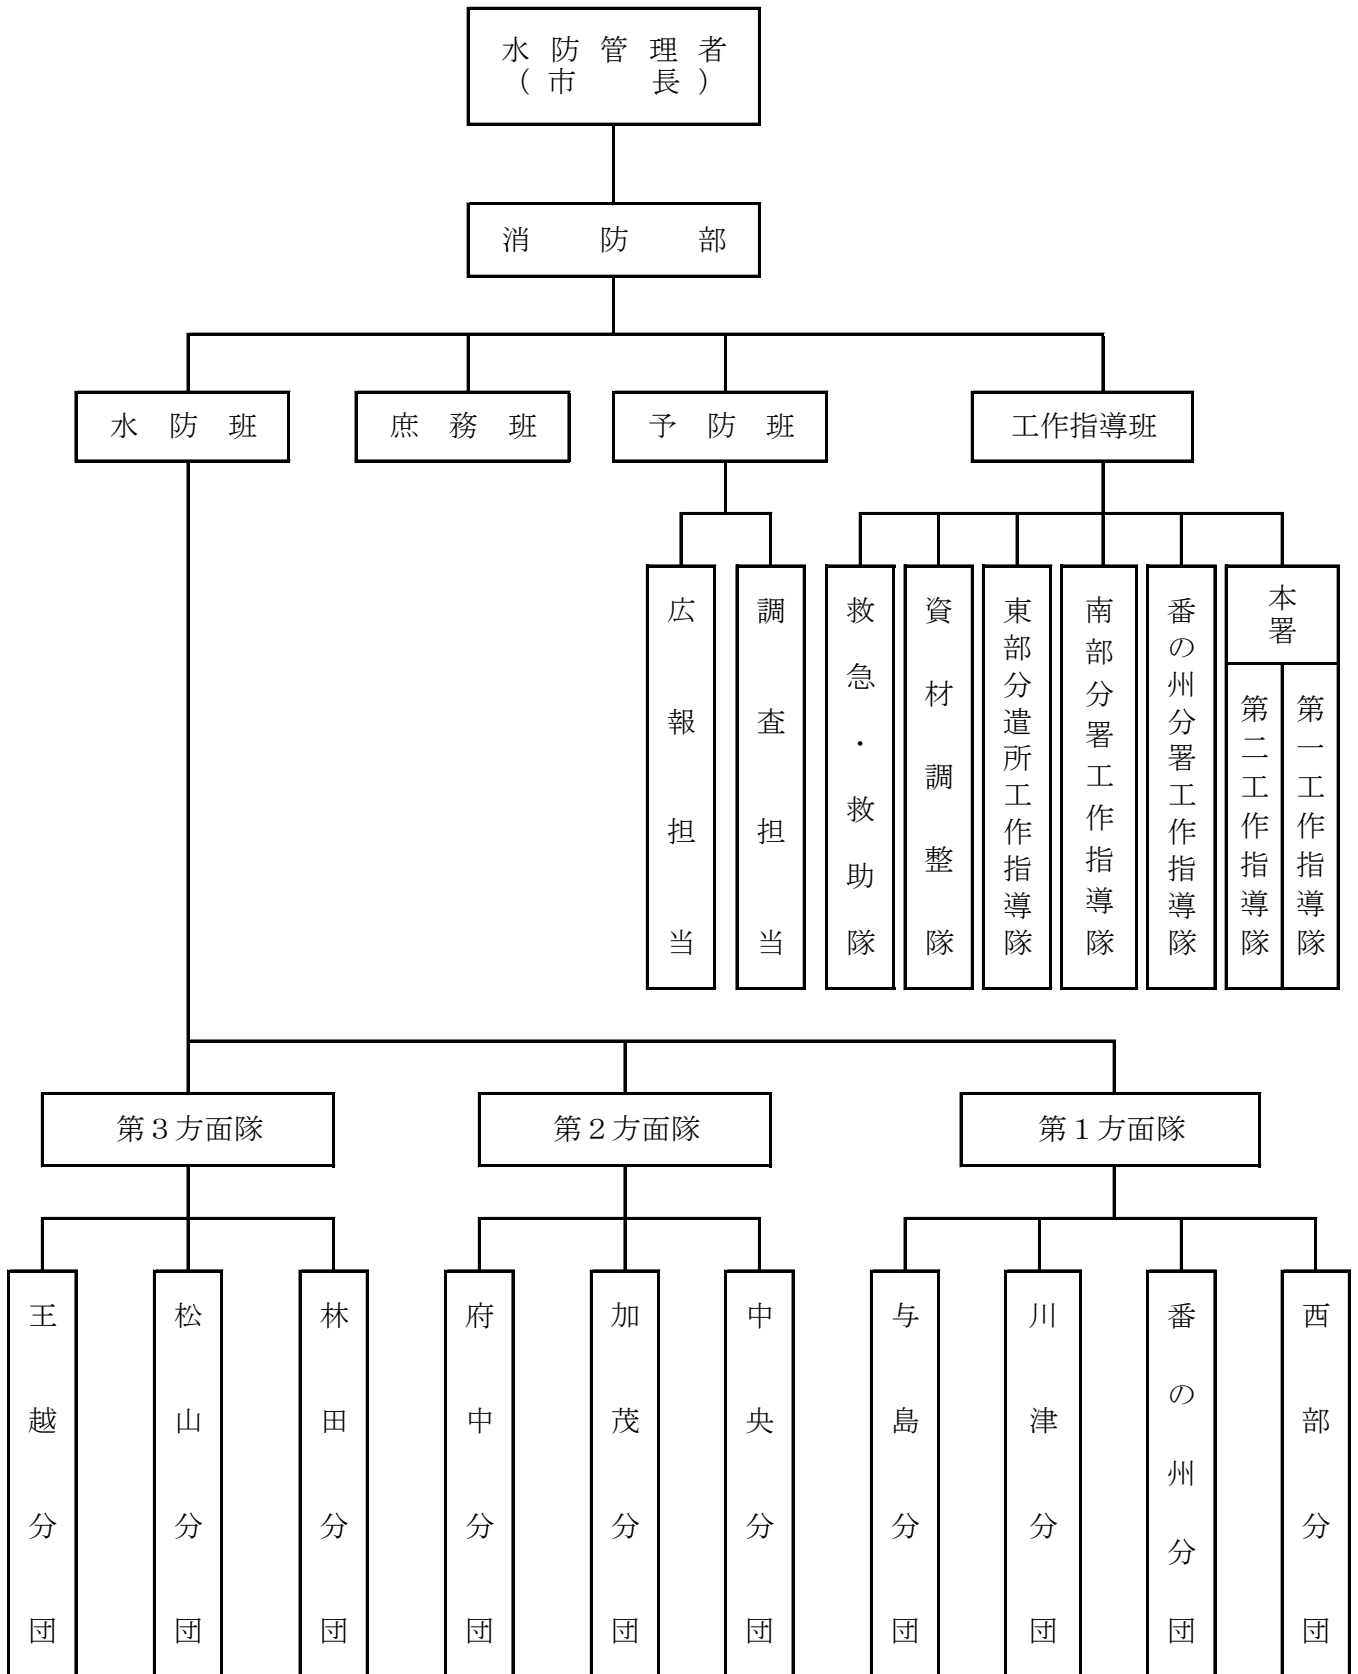 水防管理者
(市長)
消防部
水防班
庶務班
予防班
工作指導班
広報担当
調査担当
救急・救助隊
資材調整隊
東部分遣所工作指導隊
南部分署工作指導隊
番の州分署工作指導隊
本署
第二工作指導隊
第一工作指導隊
第3方面隊
第2方面隊
第1方面隊
王越分団
松山分団
林田分団
府中分団
加茂分団
中央分団
与島分団
川津分団
番の州分団
西部分団